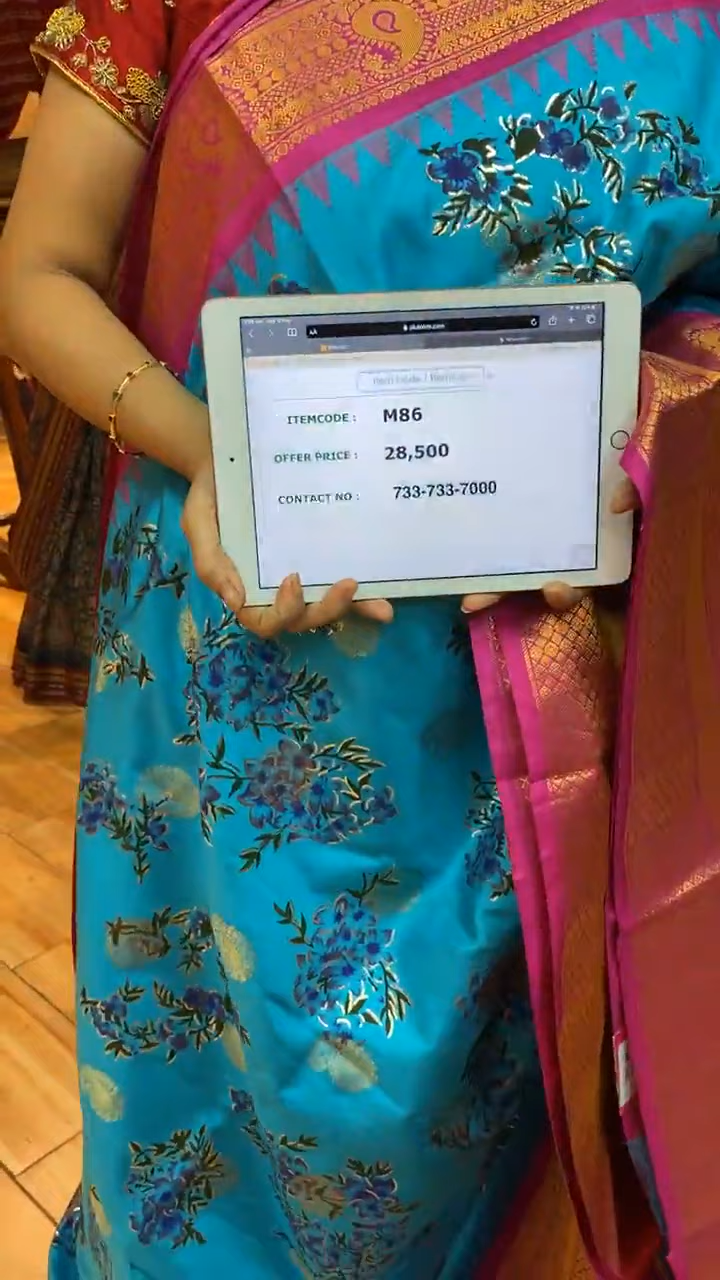 ITEMCODE : M86
OFFER PRICE : 28,500
CONTACT NO : 733-733-7000